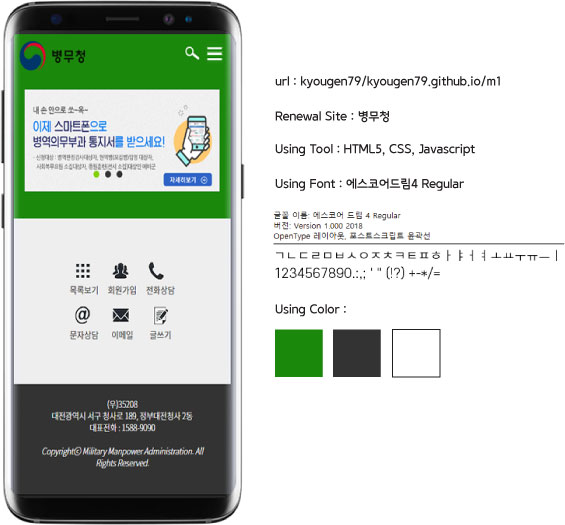 병무청
내 손 안으로 쏘~옥~
이제 스마트폰으로
병역의무부과 통지서를 받으세요!
자세히보기
목록보기 회원가입 전화상담
문자상담 이메일 글쓰기
(우)35208
대전광역시 서구 청사로 189, 정부대전청사 2동
대표전화 : 1588-9090
Copyrightⓒ Military Manpower Administration. All
Rights Reserved.
url : kyougen79/kyougen79.github.io/m1
Renewal Site : 병무청
Using Tool : HTML5, CSS, Javascript
Using Font : 에스코어드림4 Regular
글꼴 이름: 에스코어 드림 4 Regular
버전: Version 1.000 2018
OpenType 레이아웃, 포스트스크립트 윤곽선
ㄱㄴㄷㄹㅁㅂㅅㅇㅈㅊㅋㅌㅍㅎㅏㅑㅓㅕㅗㅛㅜㅠㅡㅣ
1234567890.:,; ' " (!?) +-*/=
Using Color :